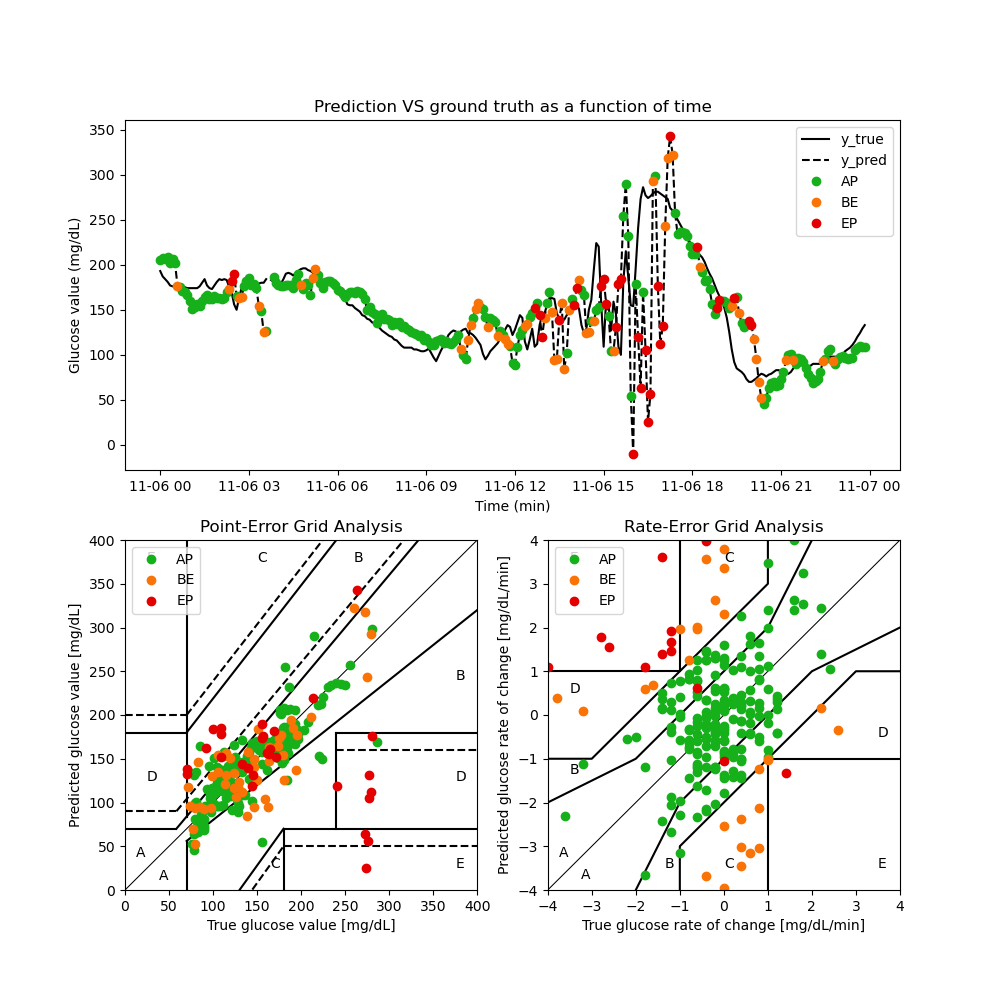 Prediction VS ground truth as a function of time
Glucose value (mg/dL)
350
300
250
200
150
100
50
0
y_true
y_pred
AP
BE
EP
11-06 00 11-06 03 11-06 06 11-06 09 11-06 12 11-06 15 11-06 18 11-06 21 11-07 00
Time (min)
Point-Error Grid Analysis
Predicted glucose value [mg/dL]
400
350
300
250
200
150
100
50
0
AP
BE
EP
C
B
B
D
D
A
A
C
E
0 50 100 150 200 250 300 350 400
True glucose value [mg/dL]
Rate-Error Grid Analysis
Predicted glucose rate of change [mg/dL/min]
4
3
2
1
0
−1
−2
−3
−4
AP
BE
EP
C
D
D
B
A
A
B
C
E
−4 −3 −2 −1 0 1 2 3 4
True glucose rate of change [mg/dL/min]